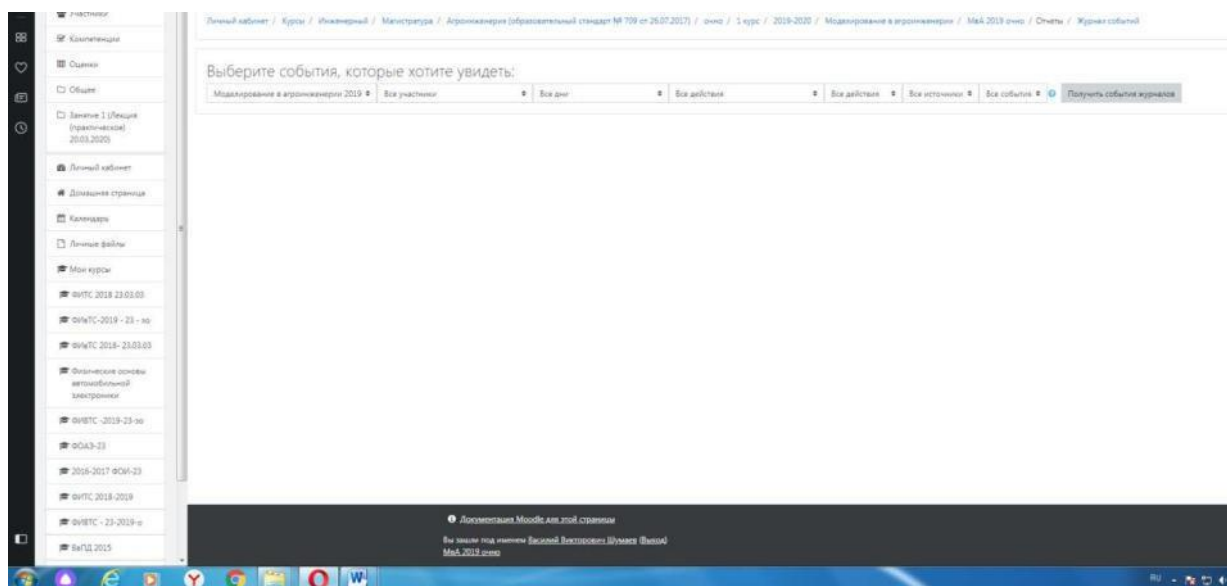 Участники
Компетенции
Оценки
Общее
Занятие 1 (Лекция
(практическое)
20.03.2020)
Личный кабинет
Домашняя страница
Календарь
Личные файлы
Мои курсы
ФИТС 2018 23.03.03
ФИвТС-2019 - 23 - зо
ФИвТС 2018- 23.03.03
Физические основы
автомобильной
электроники
ФИВТС -2019-23-зо
ФОАЭ-23
2016-2017 ФОИ-23
ФИТС 2018-2019
ФИВТС - 23-2019-о
ВвПД 2015
Личный кабинет / Курсы / Инженерный / Магистратура / Агроинженерия (образовательный стандарт № 709 от 26.07.2017) / очно / 1 курс / 2019-2020 / Моделирование в агроинженерии / МвА 2019 очно / Отчеты / Журнал событий
Выберите события, которые хотите увидеть:
Моделирование в агроинженерии 2019 Все участники Все дни Все действия Все действия Все источники Все события Получить события журналов
Документация Moodle для этой страницы
Вы зашли под именем Василий Викторович Шумаев (Выход)
МвА 2019 очно
RU